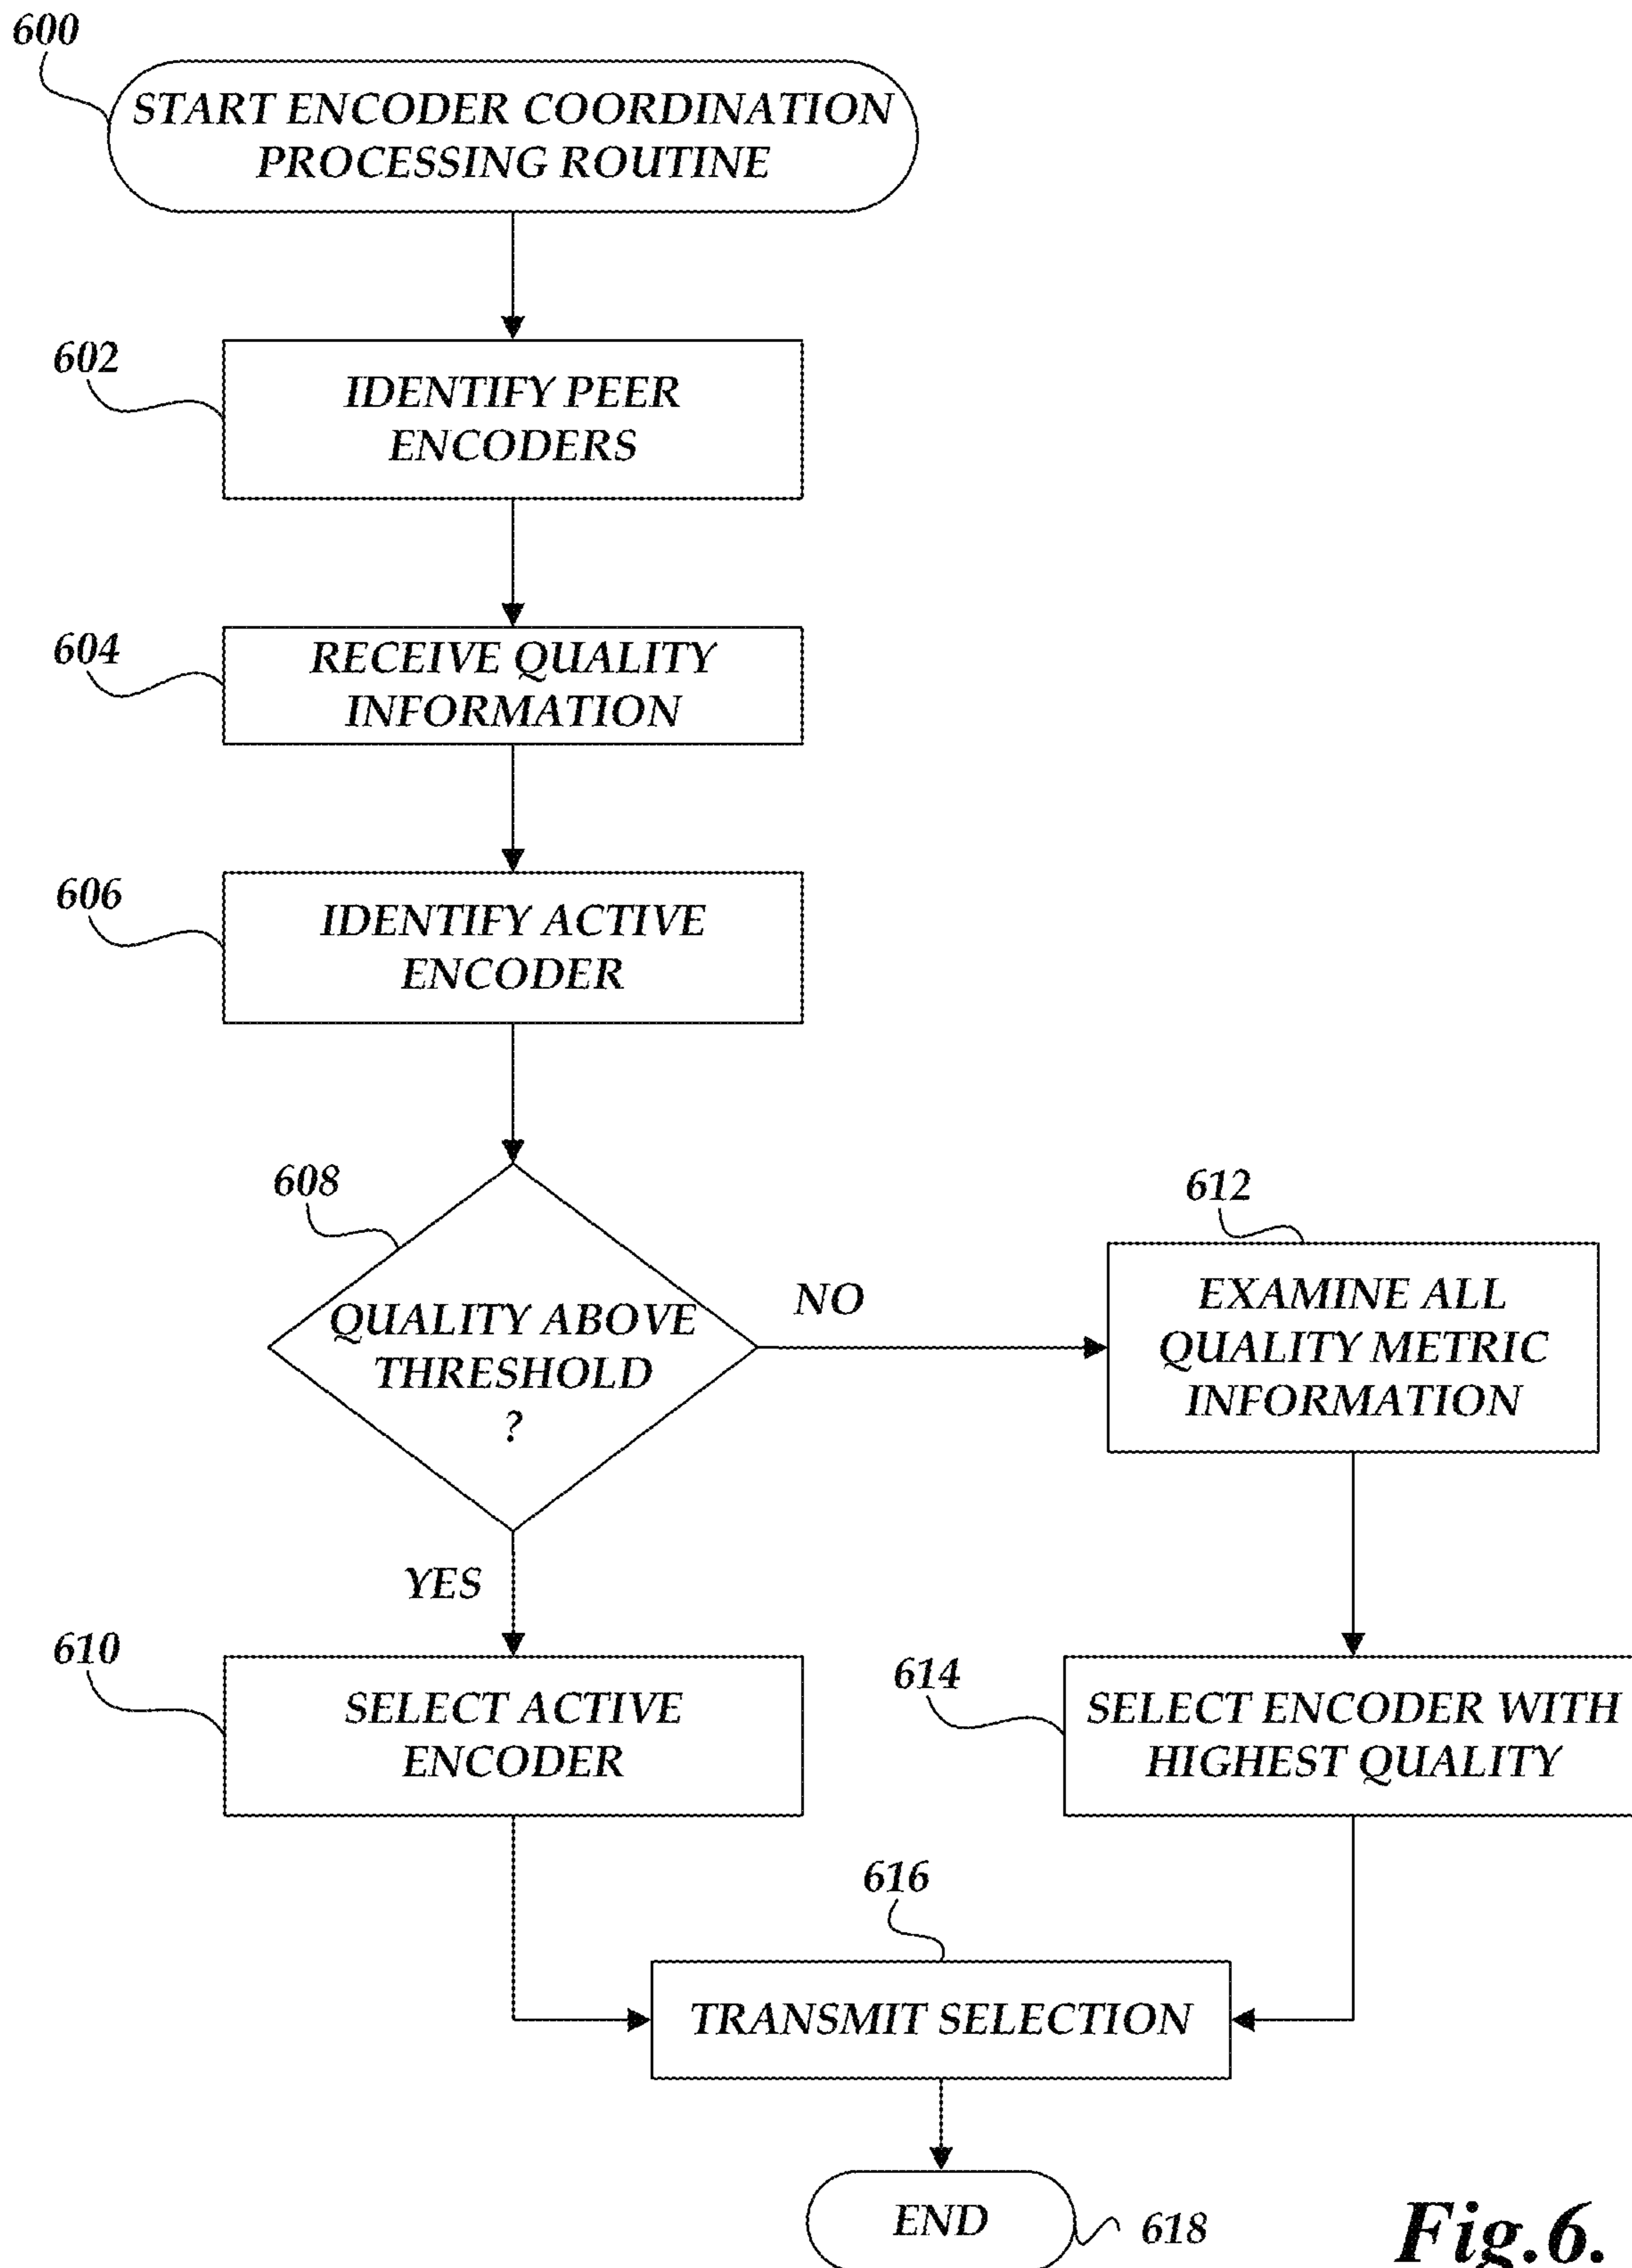 600
START ENCODER COORDINATION
PROCESSING ROUTINE
602
IDENTIFY PEER
ENCODERS
604
RECEIVE QUALITY
INFORMATION
606
IDENTIFY ACTIVE
ENCODER
608
QUALITY ABOVE
THRESHOLD
?
NO
612
EXAMINE ALL
QUALITY METRIC
INFORMATION
YES
610
SELECT ACTIVE
ENCODER
614
SELECT ENCODER WITH
HIGHEST QUALITY
616
TRANSMIT SELECTION
END
618
Fig.6.